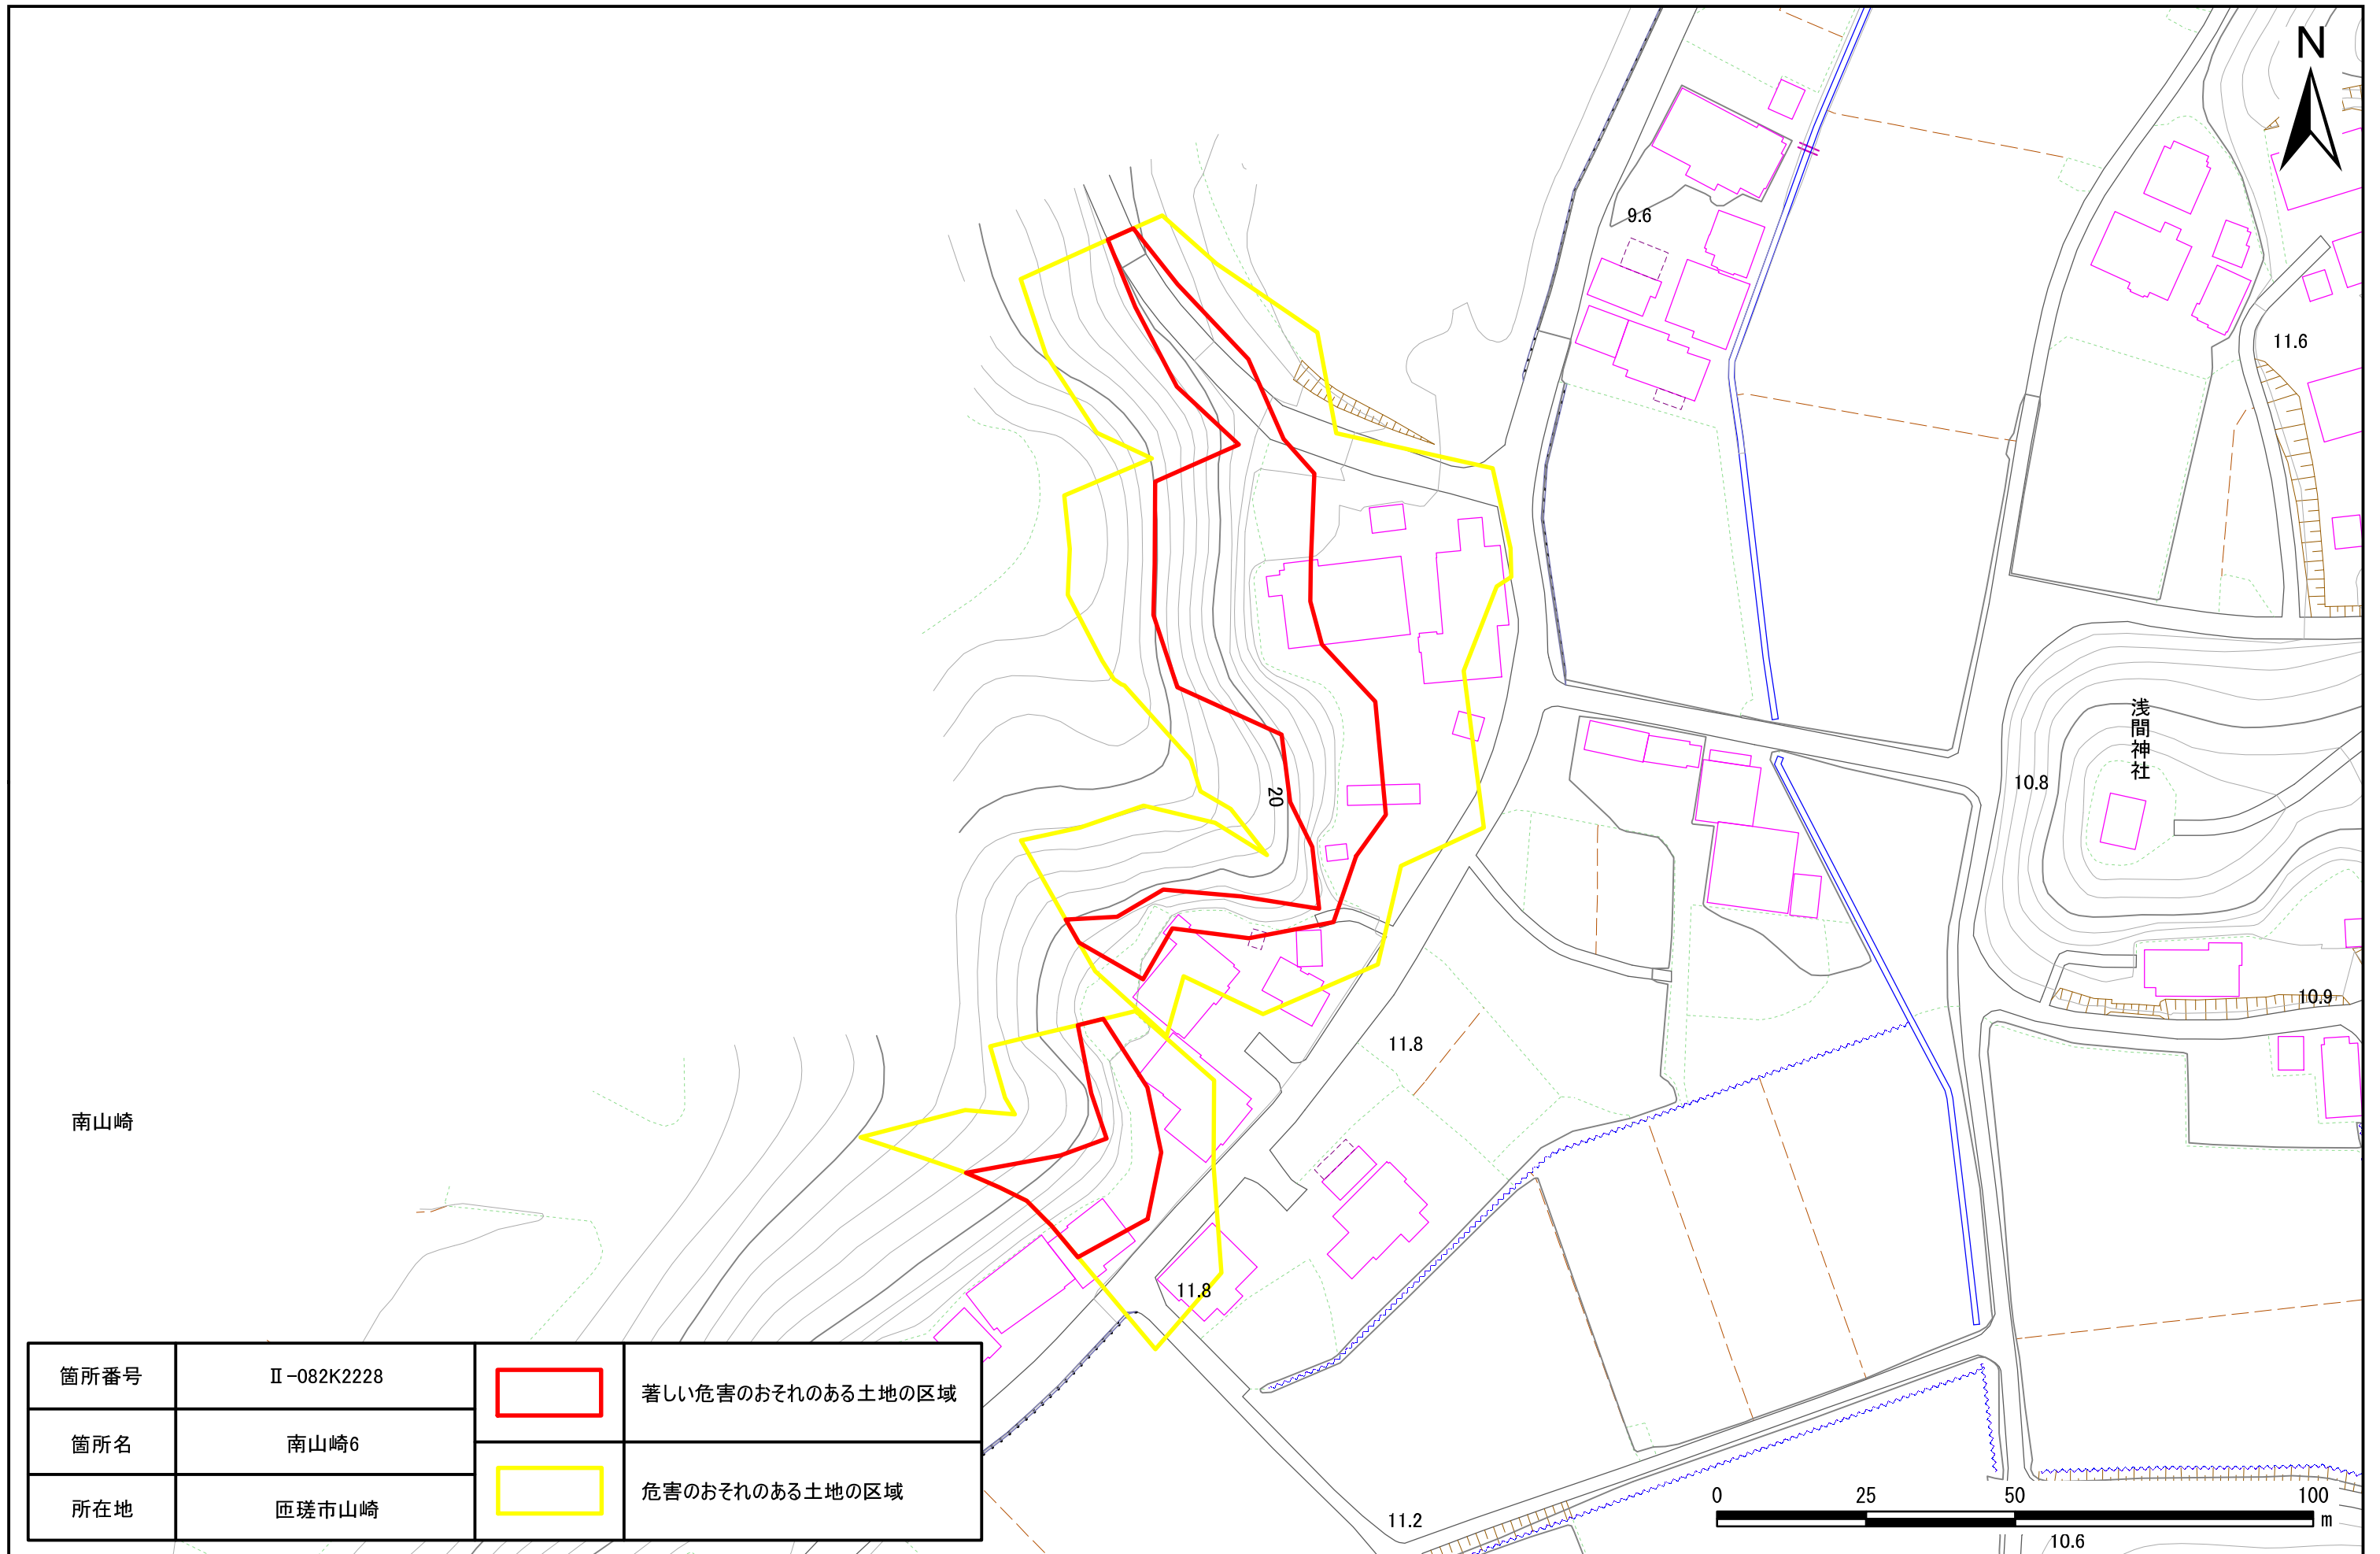 N
9.6
11.6
浅間神社
10.8
20
10.9
11.8
南山崎
11.8
箇所番号 Ⅱ-082K2228
著しい危害のおそれのある土地の区域
箇所名 南山崎6
危害のおそれのある土地の区域
所在地 匝瑳市山崎
0 25 50 100
m
11.2
10.6